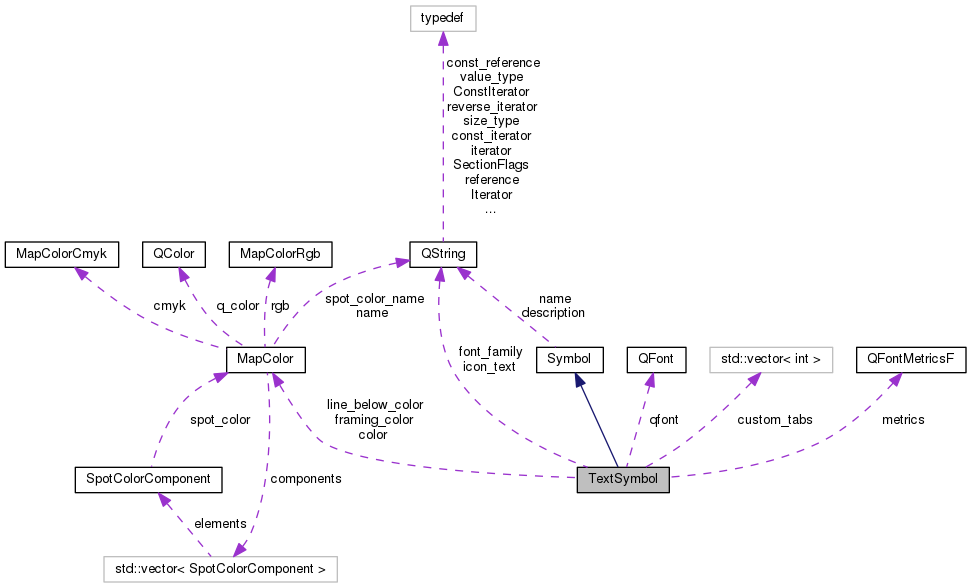 typedef
const_reference
value_type
ConstIterator
reverse_iterator
size_type
const_iterator
iterator
SectionFlags
reference
Iterator
...
MapColorCmyk
QColor
MapColorRgb
QString
cmyk
q_color
rgb
spot_color_name
name
name
description
MapColor
font_family
icon_text
Symbol
QFont
std::vector< int >
QFontMetricsF
spot_color
line_below_color
framing_color
color
qfont
custom_tabs
metrics
SpotColorComponent
components
TextSymbol
elements
std::vector< SpotColorComponent >